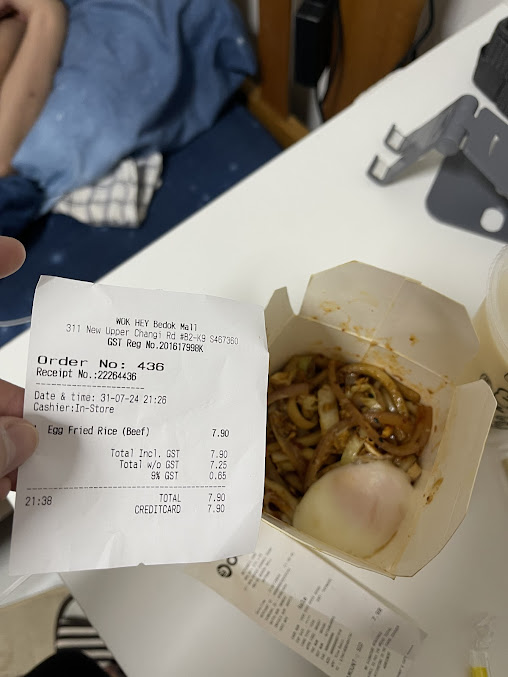 WOK HEY Bedok Mall
311 New Upper Changi Rd #B2-K9 S467360
GST Reg No.201617990K
Order No: 436
Receipt No.:22264436
Date & time: 31-07-24 21:26
Cashier:In-Store
Egg Fried Rice (Beef) 7.90
Total Incl. GST 7.90
Total w/o GST 7.25
9% GST 0.65
21:38 TOTAL 7.90
CREDITCARD 7.90